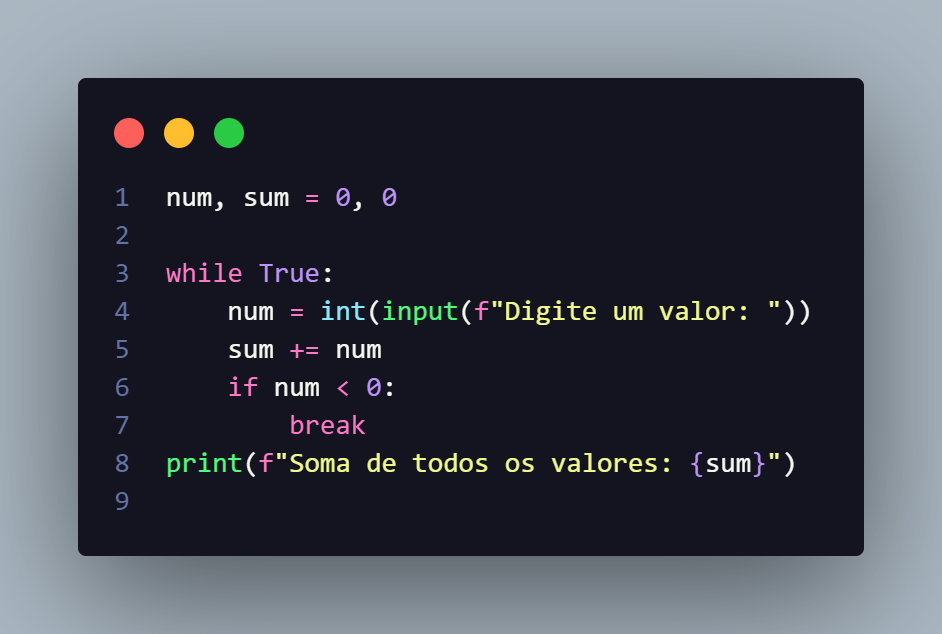 1 num, sum = 0, 0
2
3 while True:
4     num = int(input(f"Digite um valor: "))
5     sum += num
6     if num < 0:
7         break
8 print(f"Soma de todos os valores: {sum}")
9